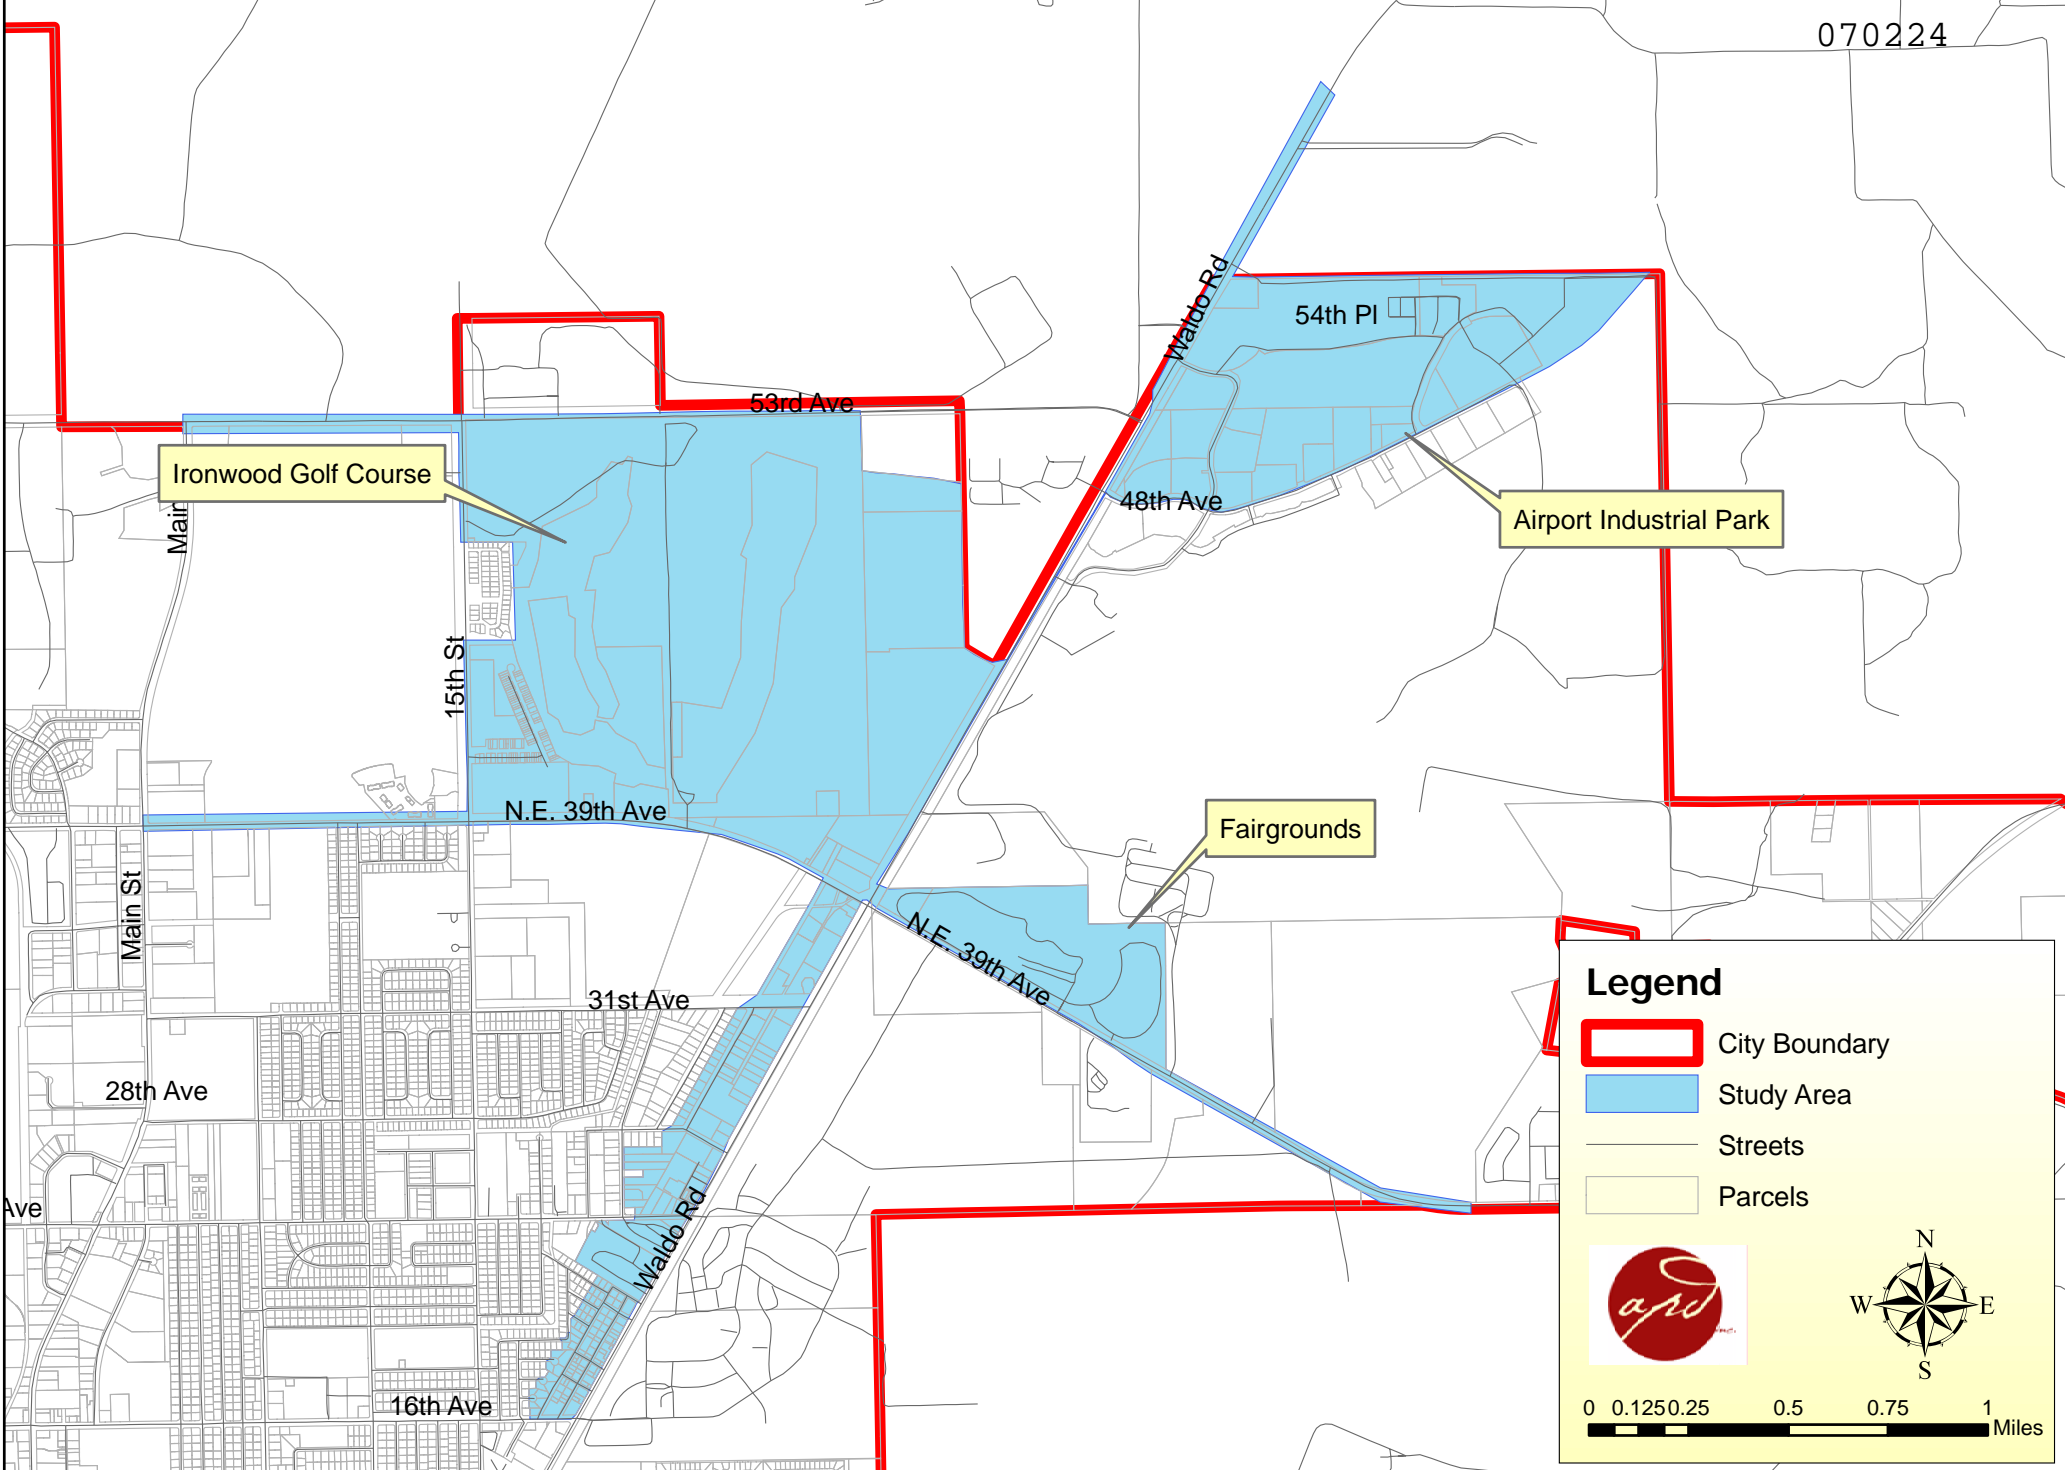 070224
Waldo Rd
54th Pl
53rd Ave
Ironwood Golf Course
48th Ave
Airport Industrial Park
Main
15th St
N.E. 39th Ave
Fairgrounds
Main St
N.E. 39th Ave
31st Ave
28th Ave
Ave
Waldo Rd
16th Ave
Legend
City Boundary
Study Area
Streets
Parcels
apd
inc.
N
W E
S
0 0.125 0.25 0.5 0.75 1
Miles